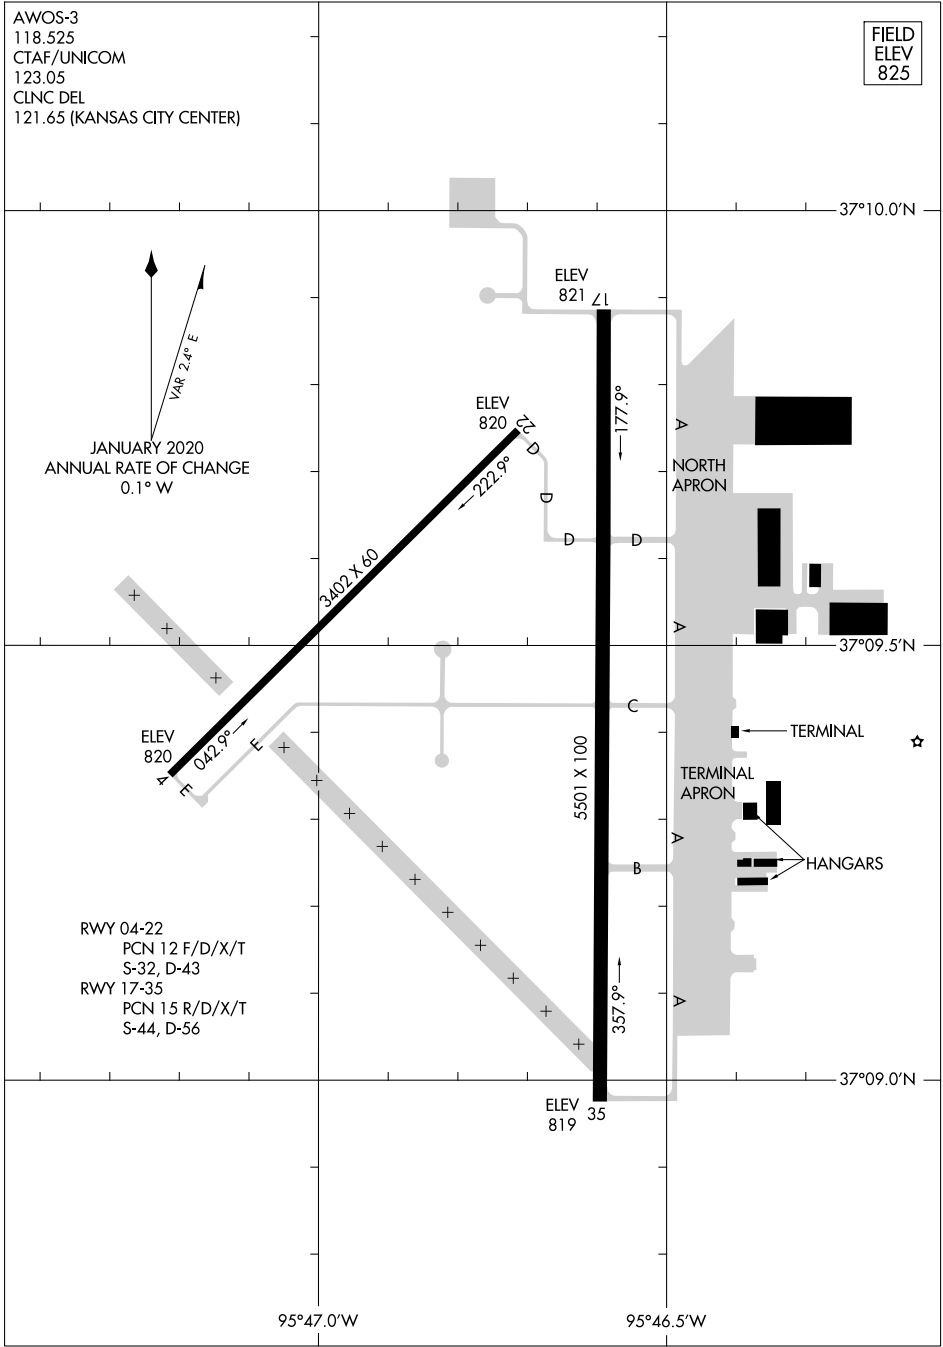 AWOS-3
118.525
CTAF/UNICOM
123.05
CLNC DEL
121.65 (KANSAS CITY CENTER)
FIELD
ELEV
825
37°10.0'N
VAR 2.4° E
JANUARY 2020
ANNUAL RATE OF CHANGE
0.1° W
ELEV
821
17
177.9°
ELEV
820
22
222.9°
D
D
D
D
A
NORTH
APRON
3402 X 60
A
37°09.5'N
C
ELEV
820
4
042.9°
E
E
5501 X 100
TERMINAL
TERMINAL
APRON
A
B
HANGARS
RWY 04-22
PCN 12 F/D/X/T
S-32, D-43
RWY 17-35
PCN 15 R/D/X/T
S-44, D-56
357.9°
A
37°09.0'N
ELEV
819
35
95°47.0'W
95°46.5'W